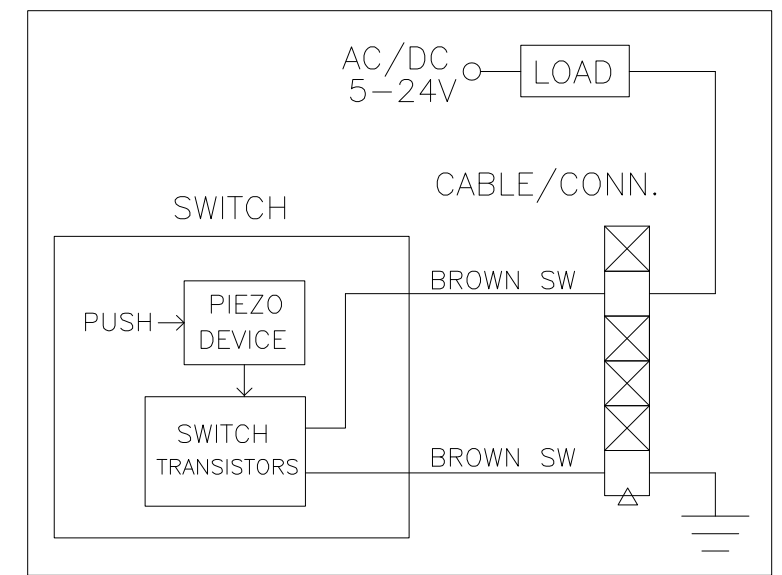 AC/DC
5-24V
LOAD
CABLE/CONN.
SWITCH
BROWN SW
PIEZO
DEVICE
PUSH
SWITCH
TRANSISTORS
BROWN SW